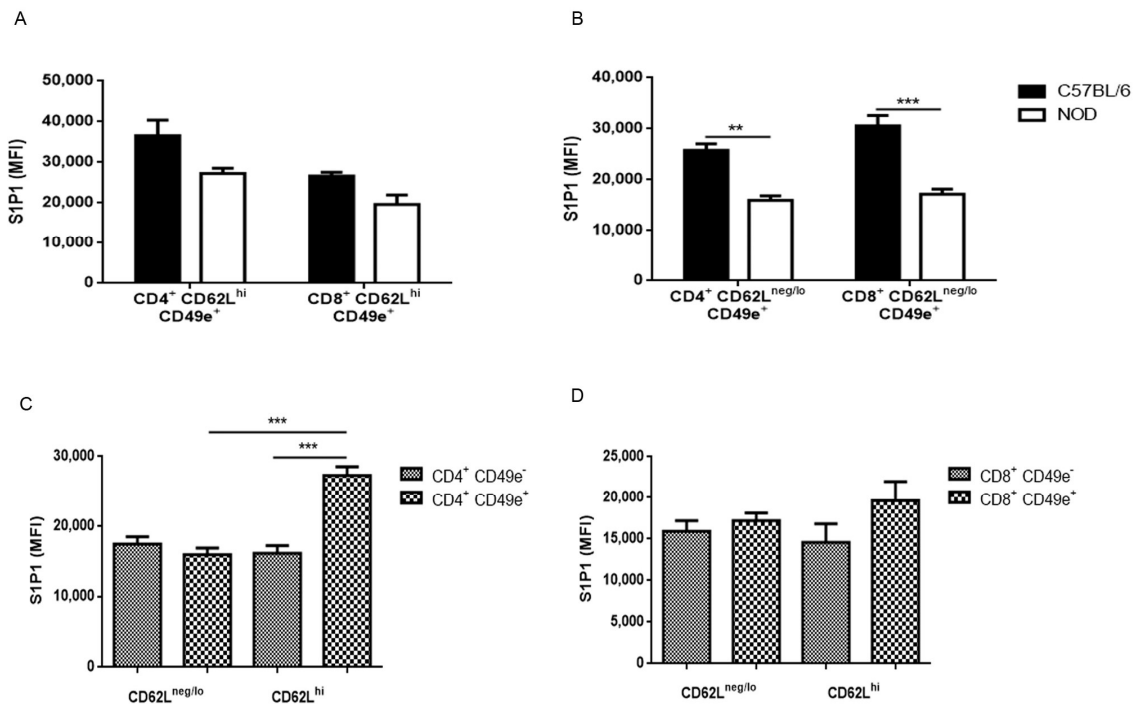 A
B
S1P1 (MFI)
50,000
40,000
30,000
20,000
10,000
0
CD4⁺ CD62Lʰⁱ
CD49e⁺
CD8⁺ CD62Lʰⁱ
CD49e⁺
S1P1 (MFI)
40,000
30,000
20,000
10,000
0
**
***
CD4⁺ CD62Lⁿᵉᵍ/ˡᵒ
CD49e⁺
CD8⁺ CD62Lⁿᵉᵍ/ˡᵒ
CD49e⁺
C57BL/6
NOD
C
D
S1P1 (MFI)
30,000
20,000
10,000
0
***
***
CD62Lⁿᵉᵍ/ˡᵒ
CD62Lʰⁱ
CD4⁺ CD49e⁻
CD4⁺ CD49e⁺
S1P1 (MFI)
25,000
20,000
15,000
10,000
5,000
0
CD62Lⁿᵉᵍ/ˡᵒ
CD62Lʰⁱ
CD8⁺ CD49e⁻
CD8⁺ CD49e⁺